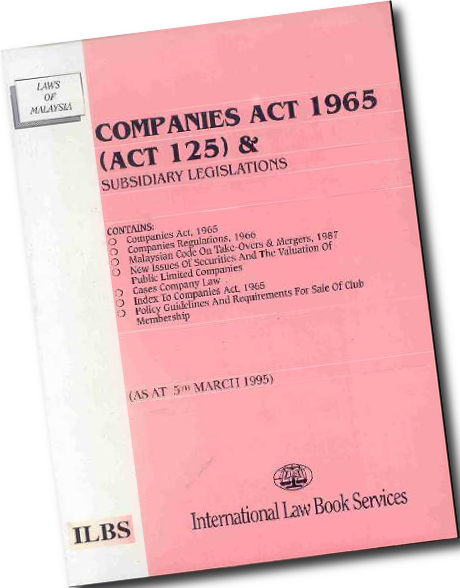 LAWS
OF
MALAYSIA
COMPANIES ACT 1965
(ACT 125) &
SUBSIDIARY LEGISLATIONS
CONTAINS:
Companies Act, 1965
Companies Regulations, 1966
Malaysian Code On Take-Overs & Mergers, 1987
New Issues Of Securities And The Valuation Of
Public Limited Companies
Cases Company Law
Index To Companies Act, 1965
Policy Guidelines And Requirements For Sale Of Club
Membership
(AS AT 5TH MARCH 1995)
ILBS
International Law Book Services